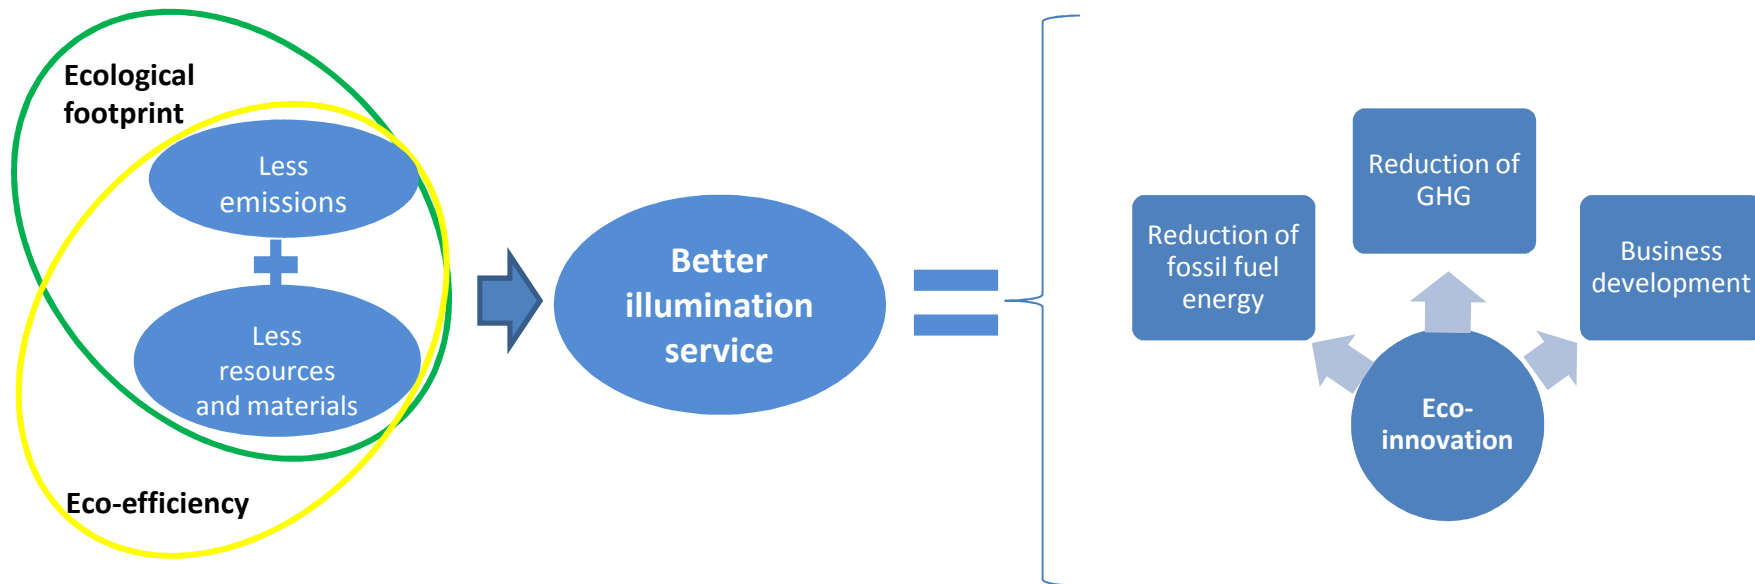 Ecological
footprint
Less
emissions
Less
resources
and materials
Eco-efficiency
Better
illumination
service
Reduction of
fossil fuel
energy
Reduction of
GHG
Business
development
Eco-
innovation